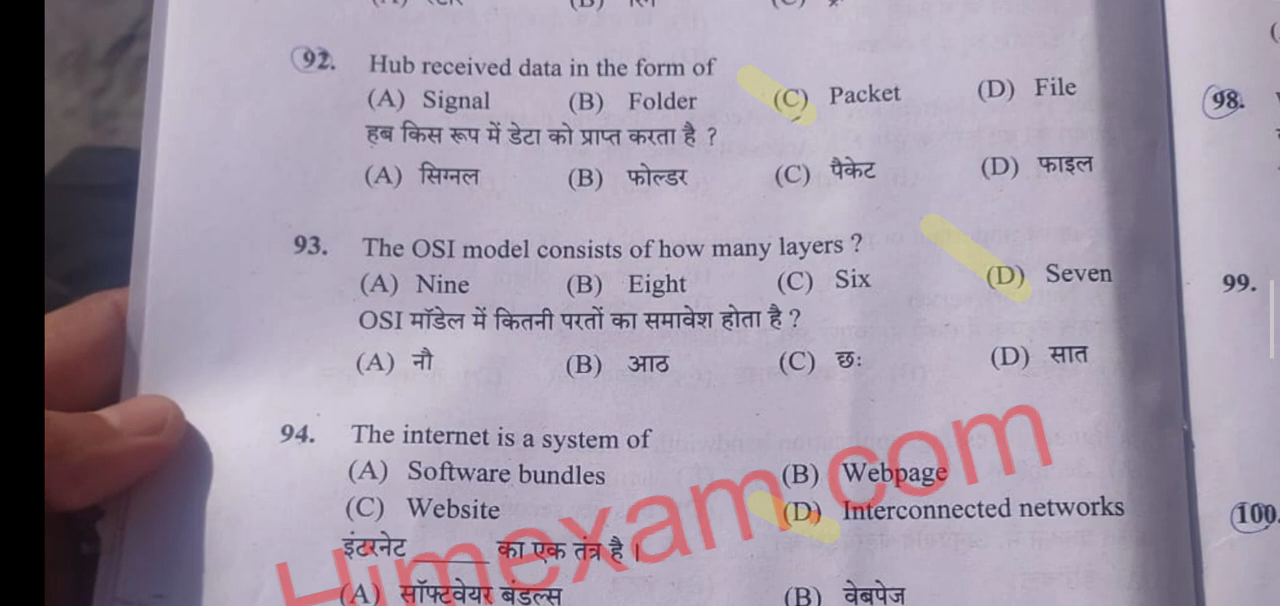 92. Hub received data in the form of
(A) Signal (B) Folder (C) Packet (D) File
हब किस रूप में डेटा को प्राप्त करता है ?
(A) सिग्नल (B) फोल्डर (C) पैकेट (D) फाइल
93. The OSI model consists of how many layers ?
(A) Nine (B) Eight (C) Six (D) Seven
OSI मॉडेल में कितनी परतों का समावेश होता है ?
(A) नौ (B) आठ (C) छः (D) सात
94. The internet is a system of
(A) Software bundles (B) Webpage
(C) Website (D) Interconnected networks
इंटरनेट ______ का एक तंत्र है ।
(A) सॉफ्टवेयर बंडल्स (B) वेबपेज
98.
99.
100.
Himexam.com